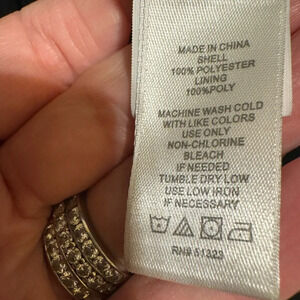 MADE IN CHINA
SHELL
100% POLYESTER
LINING
100%POLY
MACHINE WASH COLD
WITH LIKE COLORS
USE ONLY
NON-CHLORINE
BLEACH
IF NEEDED
TUMBLE DRY LOW
USE LOW IRON
IF NECESSARY
RN# 51323